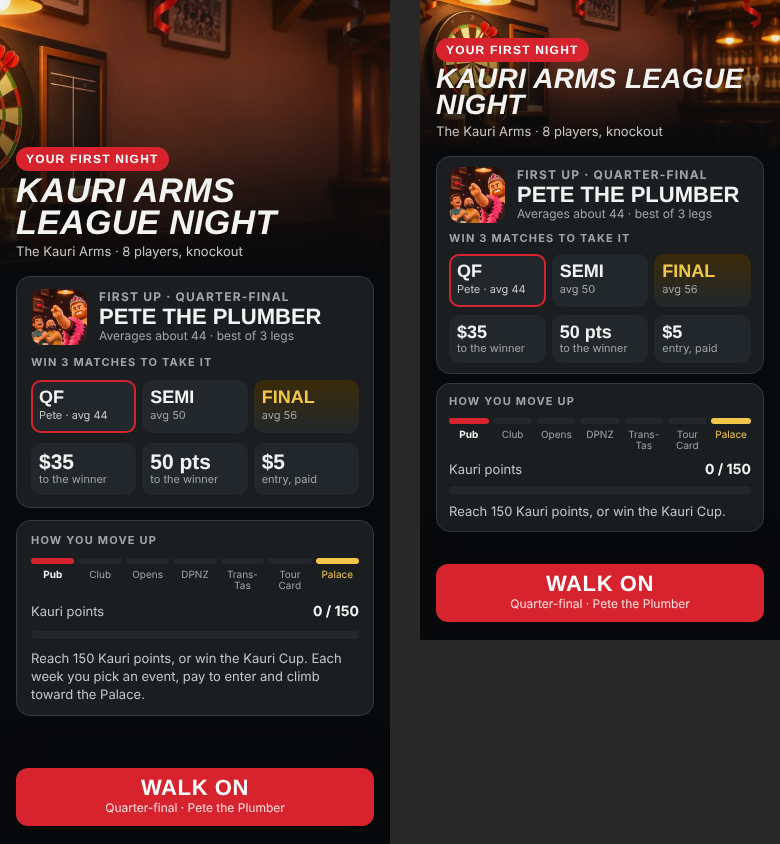 YOUR FIRST NIGHT
KAURI ARMS
LEAGUE NIGHT
The Kauri Arms · 8 players, knockout
FIRST UP · QUARTER-FINAL
PETE THE PLUMBER
Averages about 44 · best of 3 legs
WIN 3 MATCHES TO TAKE IT
QF
Pete · avg 44
SEMI
avg 50
FINAL
avg 56
$35
to the winner
50 pts
to the winner
$5
entry, paid
HOW YOU MOVE UP
Pub
Club
Opens
DPNZ
Trans-
Tas
Tour
Card
Palace
Kauri points
0 / 150
Reach 150 Kauri points, or win the Kauri Cup. Each
week you pick an event, pay to enter and climb
toward the Palace.
WALK ON
Quarter-final · Pete the Plumber
YOUR FIRST NIGHT
KAURI ARMS LEAGUE
NIGHT
The Kauri Arms · 8 players, knockout
FIRST UP · QUARTER-FINAL
PETE THE PLUMBER
Averages about 44 · best of 3 legs
WIN 3 MATCHES TO TAKE IT
QF
Pete · avg 44
SEMI
avg 50
FINAL
avg 56
$35
to the winner
50 pts
to the winner
$5
entry, paid
HOW YOU MOVE UP
Pub
Club
Opens
DPNZ
Trans-
Tas
Tour
Card
Palace
Kauri points
0 / 150
Reach 150 Kauri points, or win the Kauri Cup.
WALK ON
Quarter-final · Pete the Plumber